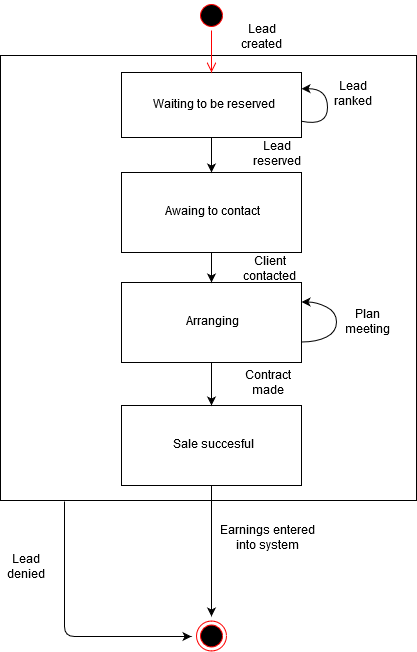 Lead
created
Waiting to be reserved
Lead
ranked
Lead
reserved
Awaing to contact
Client
contacted
Arranging
Plan
meeting
Contract
made
Sale succesful
Earnings entered
into system
Lead
denied